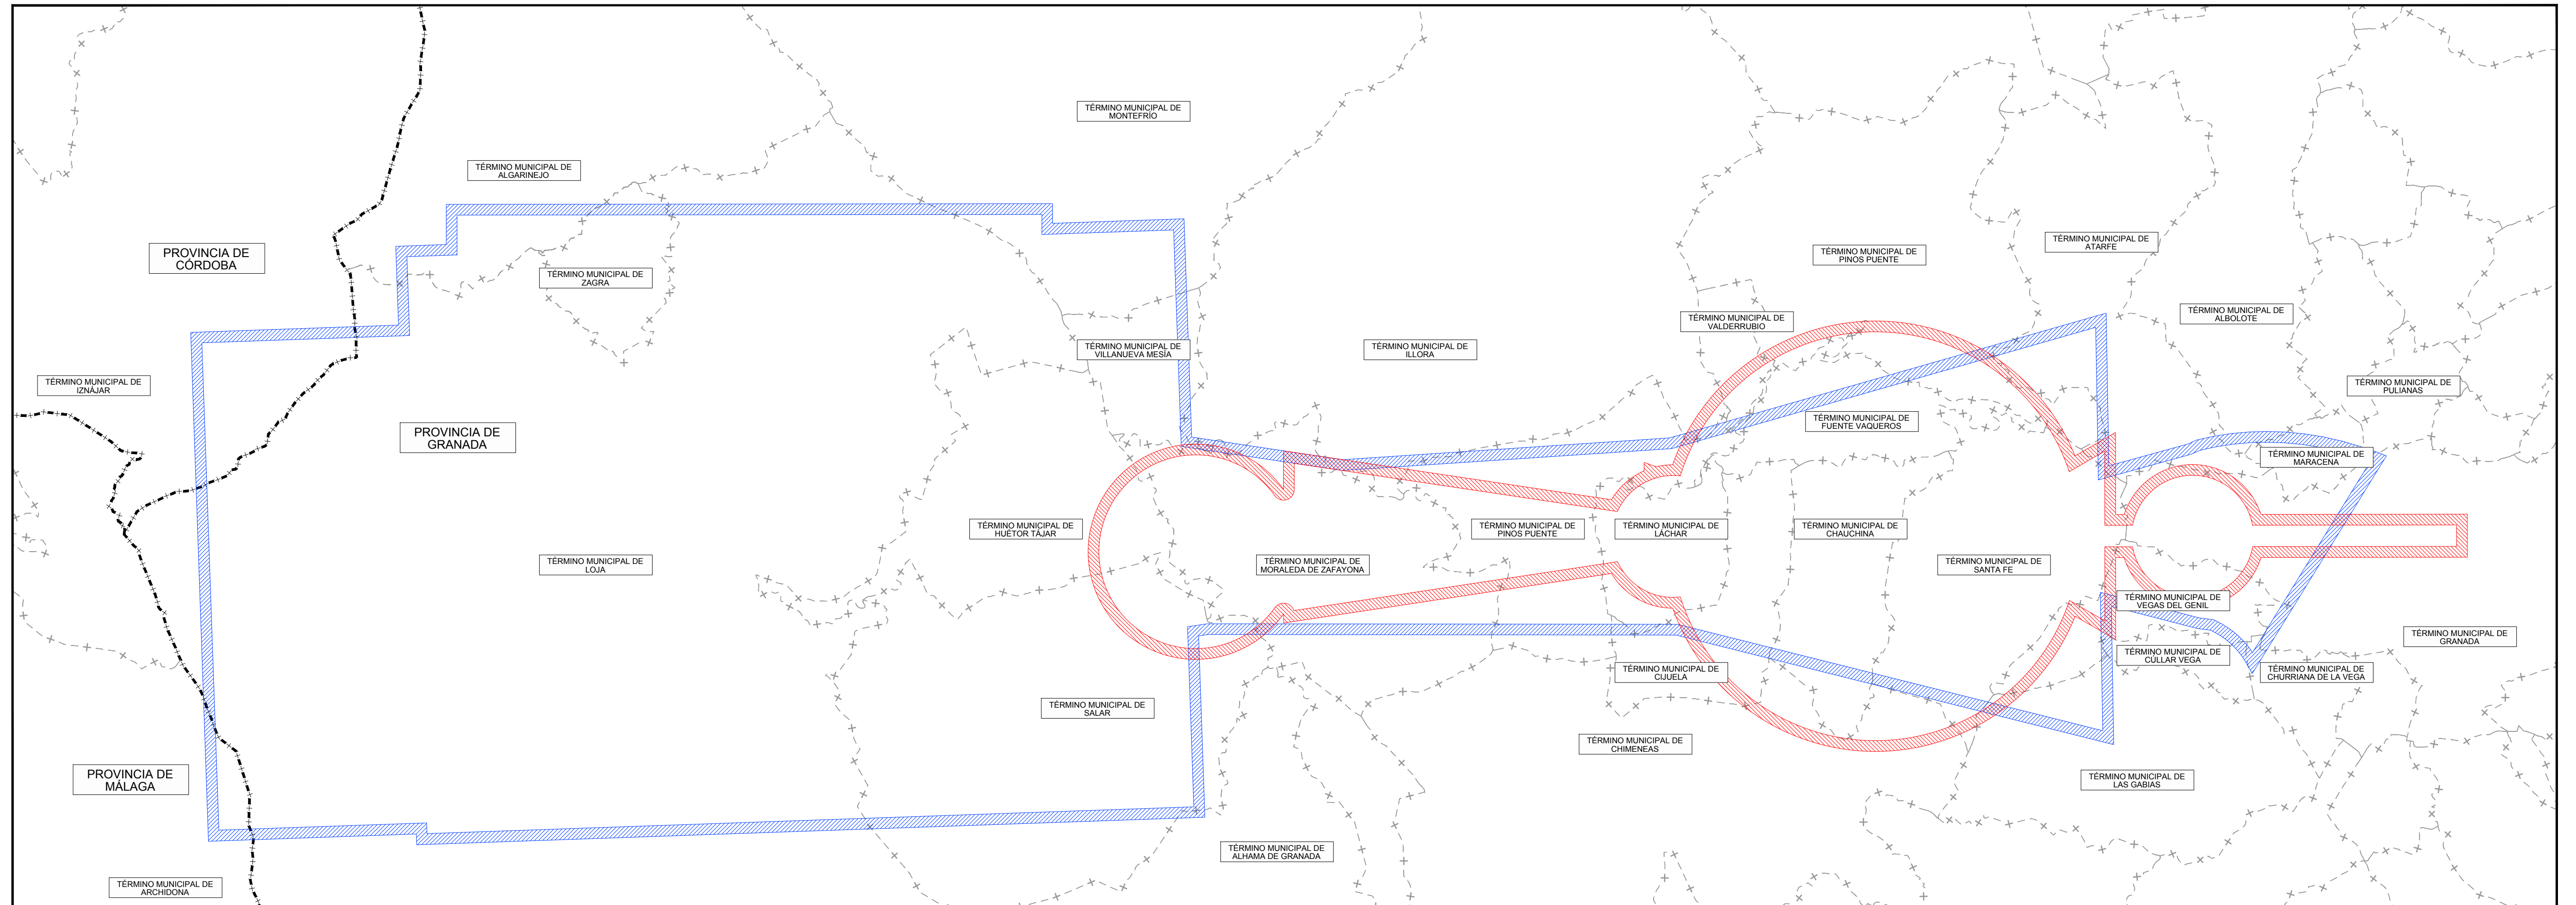 TÉRMINO MUNICIPAL DE
MONTEFRÍO
TÉRMINO MUNICIPAL DE
ALGARINEJO
PROVINCIA DE
CÓRDOBA
TÉRMINO MUNICIPAL DE
ZAGRA
TÉRMINO MUNICIPAL DE
PINOS PUENTE
TÉRMINO MUNICIPAL DE
ATARFE
TÉRMINO MUNICIPAL DE
VALDERRUBIO
TÉRMINO MUNICIPAL DE
ALBOLOTE
TÉRMINO MUNICIPAL DE
VILLANUEVA MESÍA
TÉRMINO MUNICIPAL DE
ILLORA
TÉRMINO MUNICIPAL DE
IZNÁJAR
TÉRMINO MUNICIPAL DE
PULIANAS
PROVINCIA DE
GRANADA
TÉRMINO MUNICIPAL DE
FUENTE VAQUEROS
TÉRMINO MUNICIPAL DE
MARACENA
TÉRMINO MUNICIPAL DE
HUÉTOR TÁJAR
TÉRMINO MUNICIPAL DE
PINOS PUENTE
TÉRMINO MUNICIPAL DE
LÁCHAR
TÉRMINO MUNICIPAL DE
CHAUCHINA
TÉRMINO MUNICIPAL DE
LOJA
TÉRMINO MUNICIPAL DE
MORALEDA DE ZAFAYONA
TÉRMINO MUNICIPAL DE
SANTA FE
TÉRMINO MUNICIPAL DE
VEGAS DEL GENIL
TÉRMINO MUNICIPAL DE
GRANADA
TÉRMINO MUNICIPAL DE
CÚLLAR VEGA
TÉRMINO MUNICIPAL DE
CIJUELA
TÉRMINO MUNICIPAL DE
CHURRIANA DE LA VEGA
TÉRMINO MUNICIPAL DE
SALAR
TÉRMINO MUNICIPAL DE
CHIMENEAS
PROVINCIA DE
MÁLAGA
TÉRMINO MUNICIPAL DE
LAS GABIAS
TÉRMINO MUNICIPAL DE
ALHAMA DE GRANADA
TÉRMINO MUNICIPAL DE
ARCHIDONA